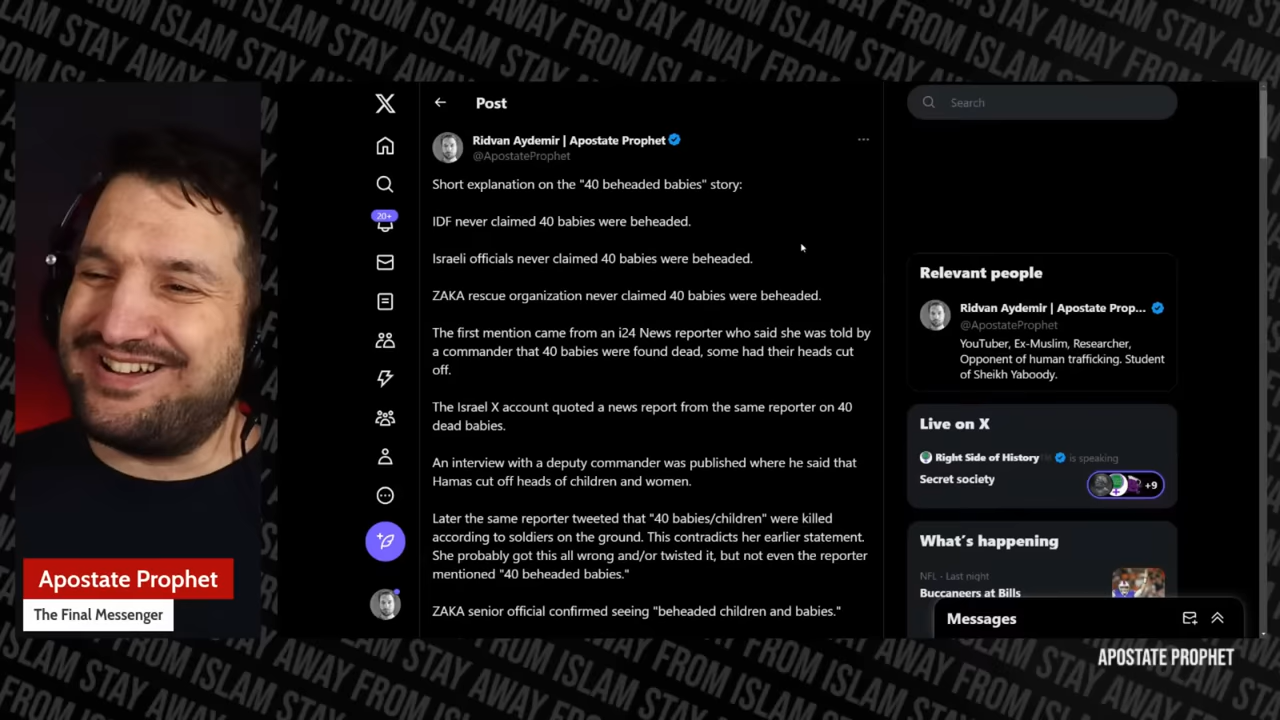 STAY AWAY FROM ISLAM STAY AWAY FROM ISLAM STAY AWAY FROM ISLAM
X
Post
Search
Ridvan Aydemir | Apostate Prophet
@ApostateProphet
Short explanation on the "40 beheaded babies" story:
IDF never claimed 40 babies were beheaded.
Israeli officials never claimed 40 babies were beheaded.
ZAKA rescue organization never claimed 40 babies were beheaded.
The first mention came from an i24 News reporter who said she was told by
a commander that 40 babies were found dead, some had their heads cut
off.
The Israel X account quoted a news report from the same reporter on 40
dead babies.
An interview with a deputy commander was published where he said that
Hamas cut off heads of children and women.
Later the same reporter tweeted that "40 babies/children" were killed
according to soldiers on the ground. This contradicts her earlier statement.
She probably got this all wrong and/or twisted it, but not even the reporter
mentioned "40 beheaded babies."
ZAKA senior official confirmed seeing "beheaded children and babies."
20+
Relevant people
Ridvan Aydemir | Apostate Prop...
@ApostateProphet
YouTuber, Ex-Muslim, Researcher,
Opponent of human trafficking. Student
of Sheikh Yaboody.
Live on X
Right Side of History is speaking
Secret society
+9
What's happening
NFL · Last night
Buccaneers at Bills
Messages
Apostate Prophet
The Final Messenger
APOSTATE PROPHET